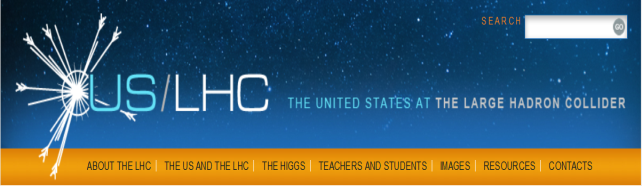 SEARCH GO
US/LHC THE UNITED STATES AT THE LARGE HADRON COLLIDER
ABOUT THE LHC | THE US AND THE LHC | THE HIGGS | TEACHERS AND STUDENTS | IMAGES | RESOURCES | CONTACTS